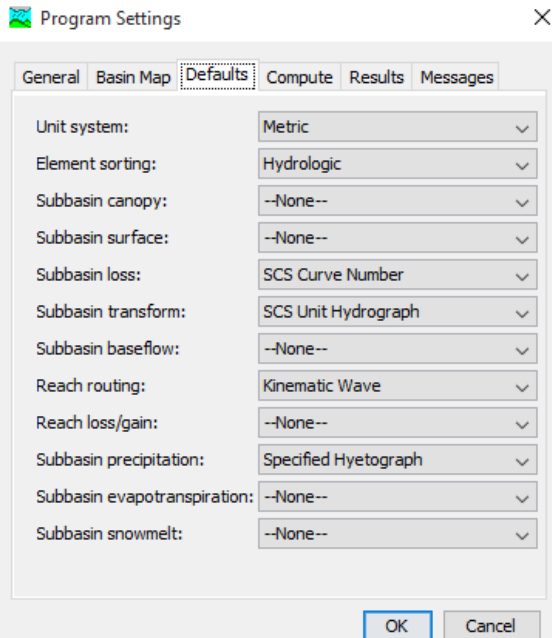 Program Settings
General Basin Map Defaults Compute Results Messages
Unit system: Metric
Element sorting: Hydrologic
Subbasin canopy: --None--
Subbasin surface: --None--
Subbasin loss: SCS Curve Number
Subbasin transform: SCS Unit Hydrograph
Subbasin baseflow: --None--
Reach routing: Kinematic Wave
Reach loss/gain: --None--
Subbasin precipitation: Specified Hyetograph
Subbasin evapotranspiration: --None--
Subbasin snowmelt: --None--
OK Cancel